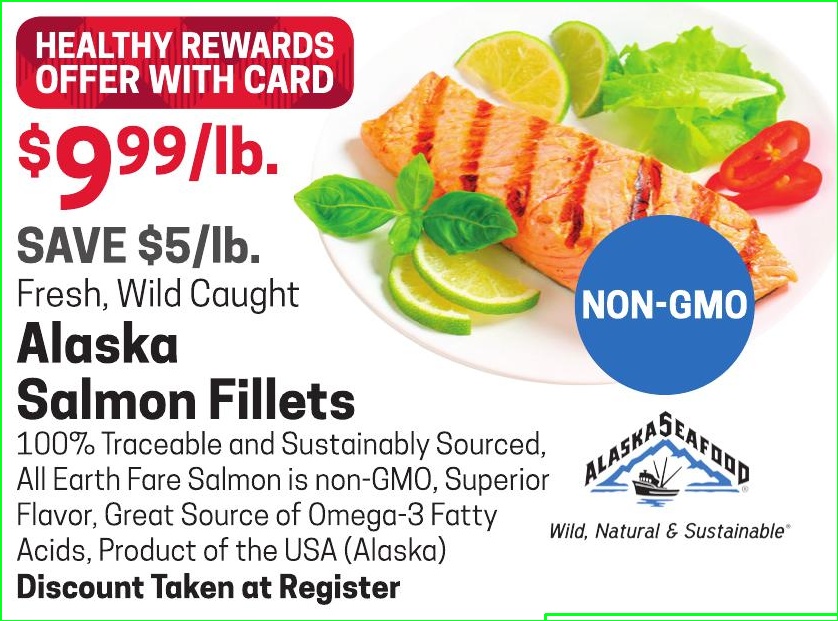 HEALTHY REWARDS
OFFER WITH CARD
$9.99/lb.
SAVE $5/lb.
Fresh, Wild Caught
Alaska
Salmon Fillets
100% Traceable and Sustainably Sourced,
All Earth Fare Salmon is non-GMO, Superior
Flavor, Great Source of Omega-3 Fatty
Acids, Product of the USA (Alaska)
Discount Taken at Register
NON-GMO
ALASKA SEAFOOD®
Wild, Natural & Sustainable®